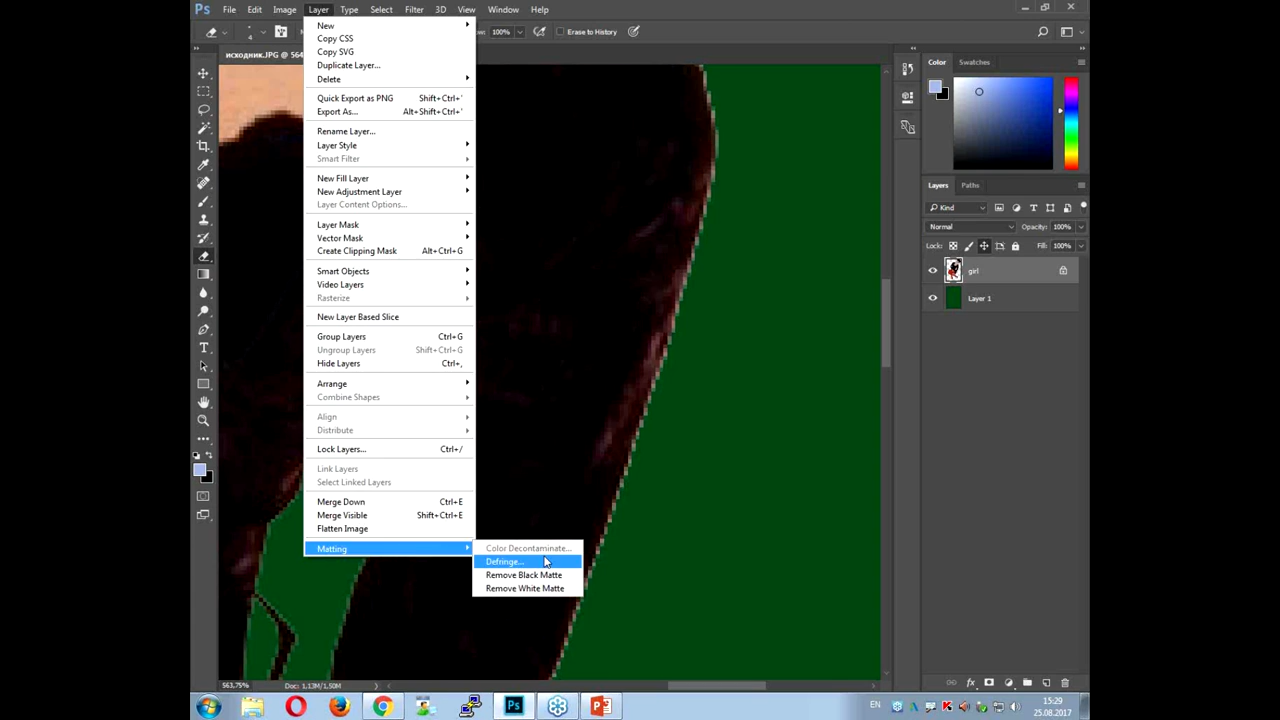 Ps File Edit Image Layer Type Select Filter 3D View Window Help
4 100% Erase to History
исходник.JPG @ 564
New
Copy CSS
Copy SVG
Duplicate Layer...
Delete
Quick Export as PNG Shift+Ctrl+'
Export As... Alt+Shift+Ctrl+'
Rename Layer...
Layer Style
Smart Filter
New Fill Layer
New Adjustment Layer
Layer Content Options...
Layer Mask
Vector Mask
Create Clipping Mask Alt+Ctrl+G
Smart Objects
Video Layers
Rasterize
New Layer Based Slice
Group Layers Ctrl+G
Ungroup Layers Shift+Ctrl+G
Hide Layers Ctrl+,
Arrange
Combine Shapes
Align
Distribute
Lock Layers... Ctrl+/
Link Layers
Select Linked Layers
Merge Down Ctrl+E
Merge Visible Shift+Ctrl+E
Flatten Image
Matting
Color Decontaminate...
Defringe...
Remove Black Matte
Remove White Matte
Color Swatches
Layers Paths
Kind
Normal Opacity: 100%
Lock: Fill: 100%
girl
Layer 1
563,75% Doc: 1,13M/1,50M
EN
15:29
25.08.2017